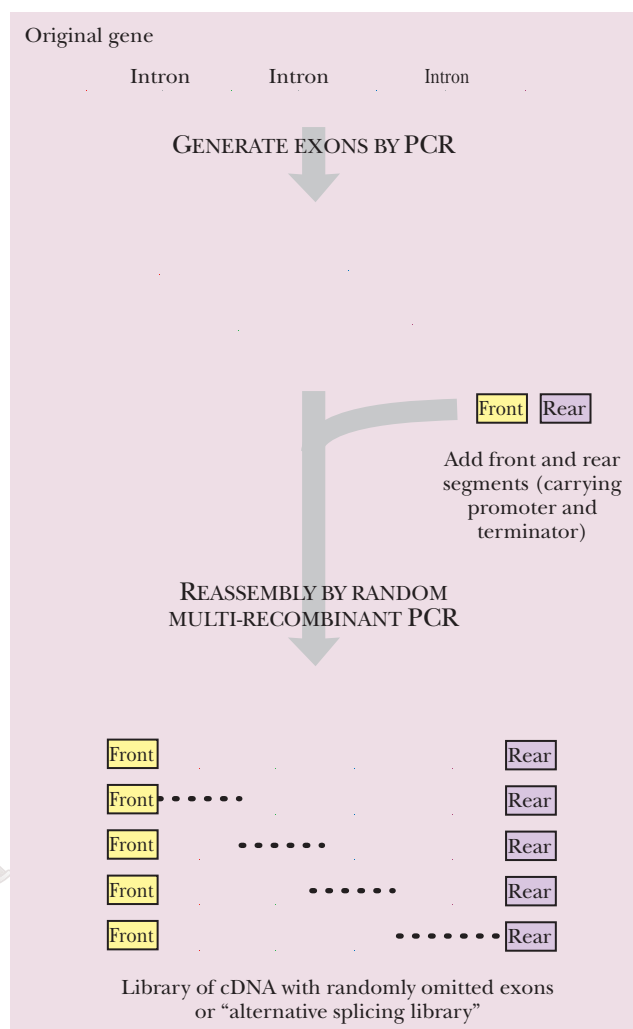 Original gene
Intron Intron Intron
GENERATE EXONS BY PCR
Front Rear
Add front and rear
segments (carrying
promoter and
terminator)
REASSEMBLY BY RANDOM
MULTI-RECOMBINANT PCR
Front Rear
Front Rear
Front Rear
Front Rear
Front Rear
Library of cDNA with randomly omitted exons
or “alternative splicing library”